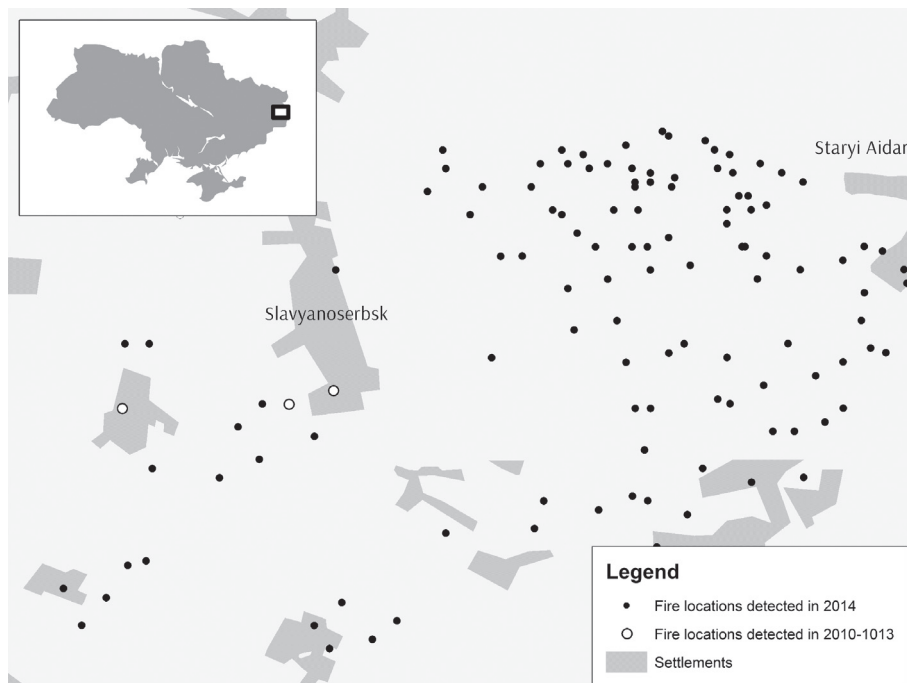 Staryi Aidar
Slavyanoserbsk
Legend
Fire locations detected in 2014
Fire locations detected in 2010-1013
Settlements